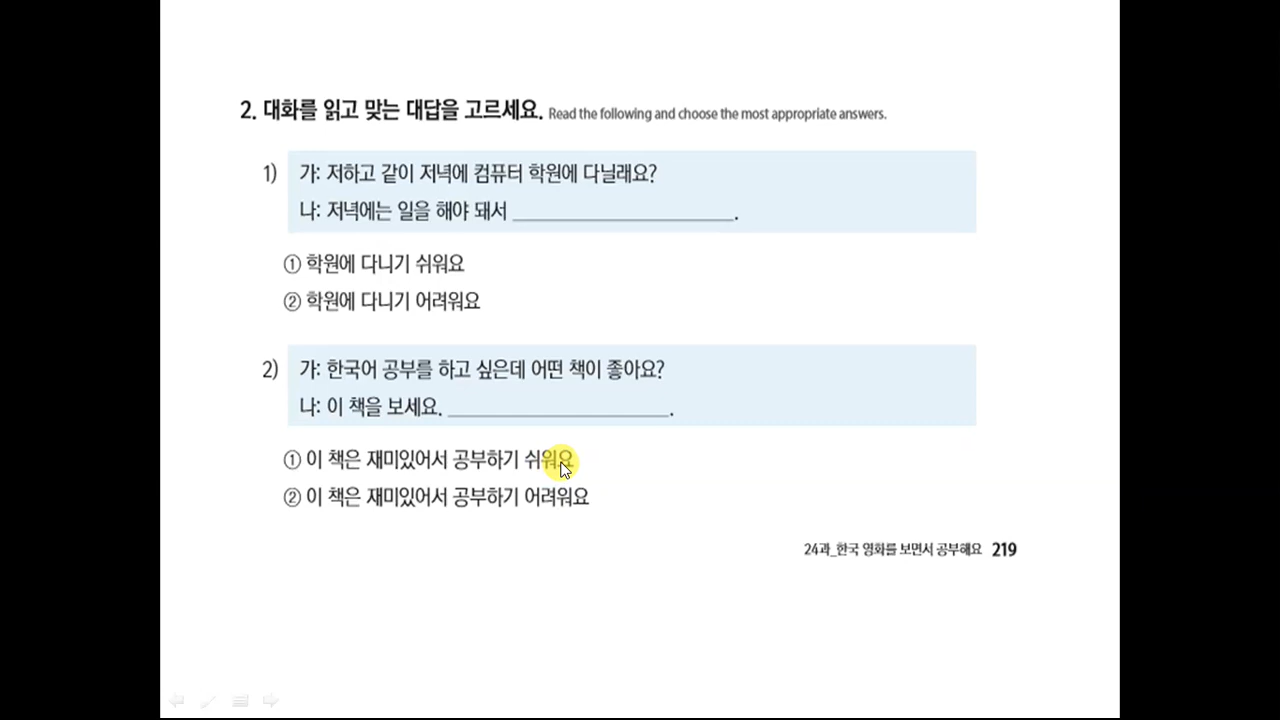 2. 대화를 읽고 맞는 대답을 고르세요. Read the following and choose the most appropriate answers.
1) 가: 저하고 같이 저녁에 컴퓨터 학원에 다닐래요?
나: 저녁에는 일을 해야 돼서 ____________________.
① 학원에 다니기 쉬워요
② 학원에 다니기 어려워요
2) 가: 한국어 공부를 하고 싶은데 어떤 책이 좋아요?
나: 이 책을 보세요. ____________________.
① 이 책은 재미있어서 공부하기 쉬워요
② 이 책은 재미있어서 공부하기 어려워요
24과_한국 영화를 보면서 공부해요 219